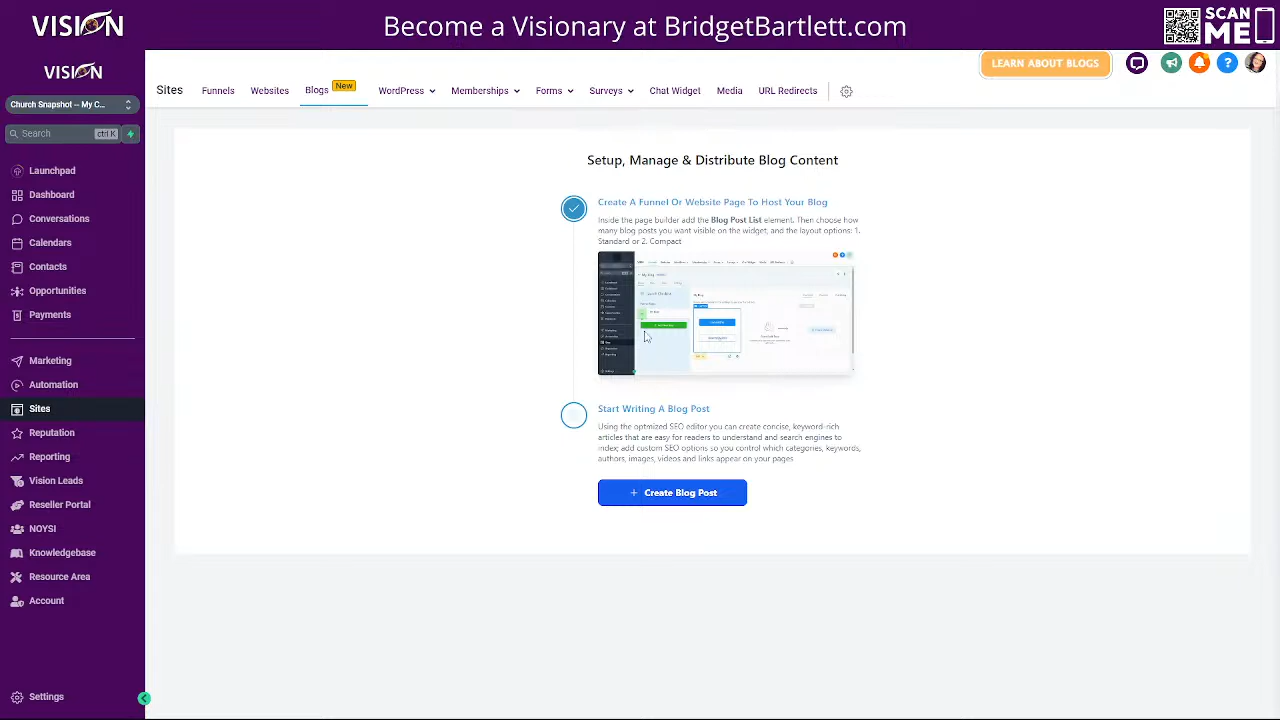 VISION
Become a Visionary at BridgetBartlett.com
SCAN
ME
VISION
LEARN ABOUT BLOGS
Church Snapshot -- My C...
Sites
Funnels
Websites
Blogs
New
WordPress
Memberships
Forms
Surveys
Chat Widget
Media
URL Redirects
Search
ctrl K
Launchpad
Dashboard
Conversations
Calendars
Contacts
Opportunities
Payments
Marketing
Automation
Sites
Reputation
Reporting
Vision Leads
Reseller Portal
NOYSI
Knowledgebase
Resource Area
Account
Settings
Setup, Manage & Distribute Blog Content
Create A Funnel Or Website Page To Host Your Blog
Inside the page builder add the Blog Post List element. Then choose how
many blog posts you want visible on the widget, and the layout options: 1.
Standard or 2. Compact
Start Writing A Blog Post
Using the optmized SEO editor you can create concise, keyword-rich
articles that are easy for readers to understand and search engines to
index; add custom SEO options so you control which categories, keywords,
authors, images, videos and links appear on your pages
+ Create Blog Post